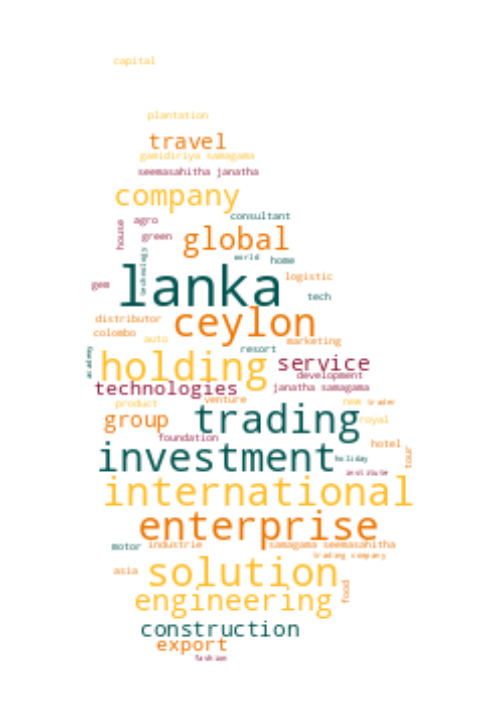 capital
plantation
travel
gamidiriya samagama
seemasahitha janatha
company
consultant
agro
house
green
global
world
home
technology
logistic
gem
lanka
tech
distributor
ceylon
colombo
auto
marketing
resort
academy
holding
service
development
technologies
janatha samagama
venture
product
new
trader
group
trading
royal
foundation
hotel
tour
investment
holiday
institute
international
enterprise
motor
industrie
samagama seemasahitha
trading company
asia
solution
food
engineering
construction
export
fashion